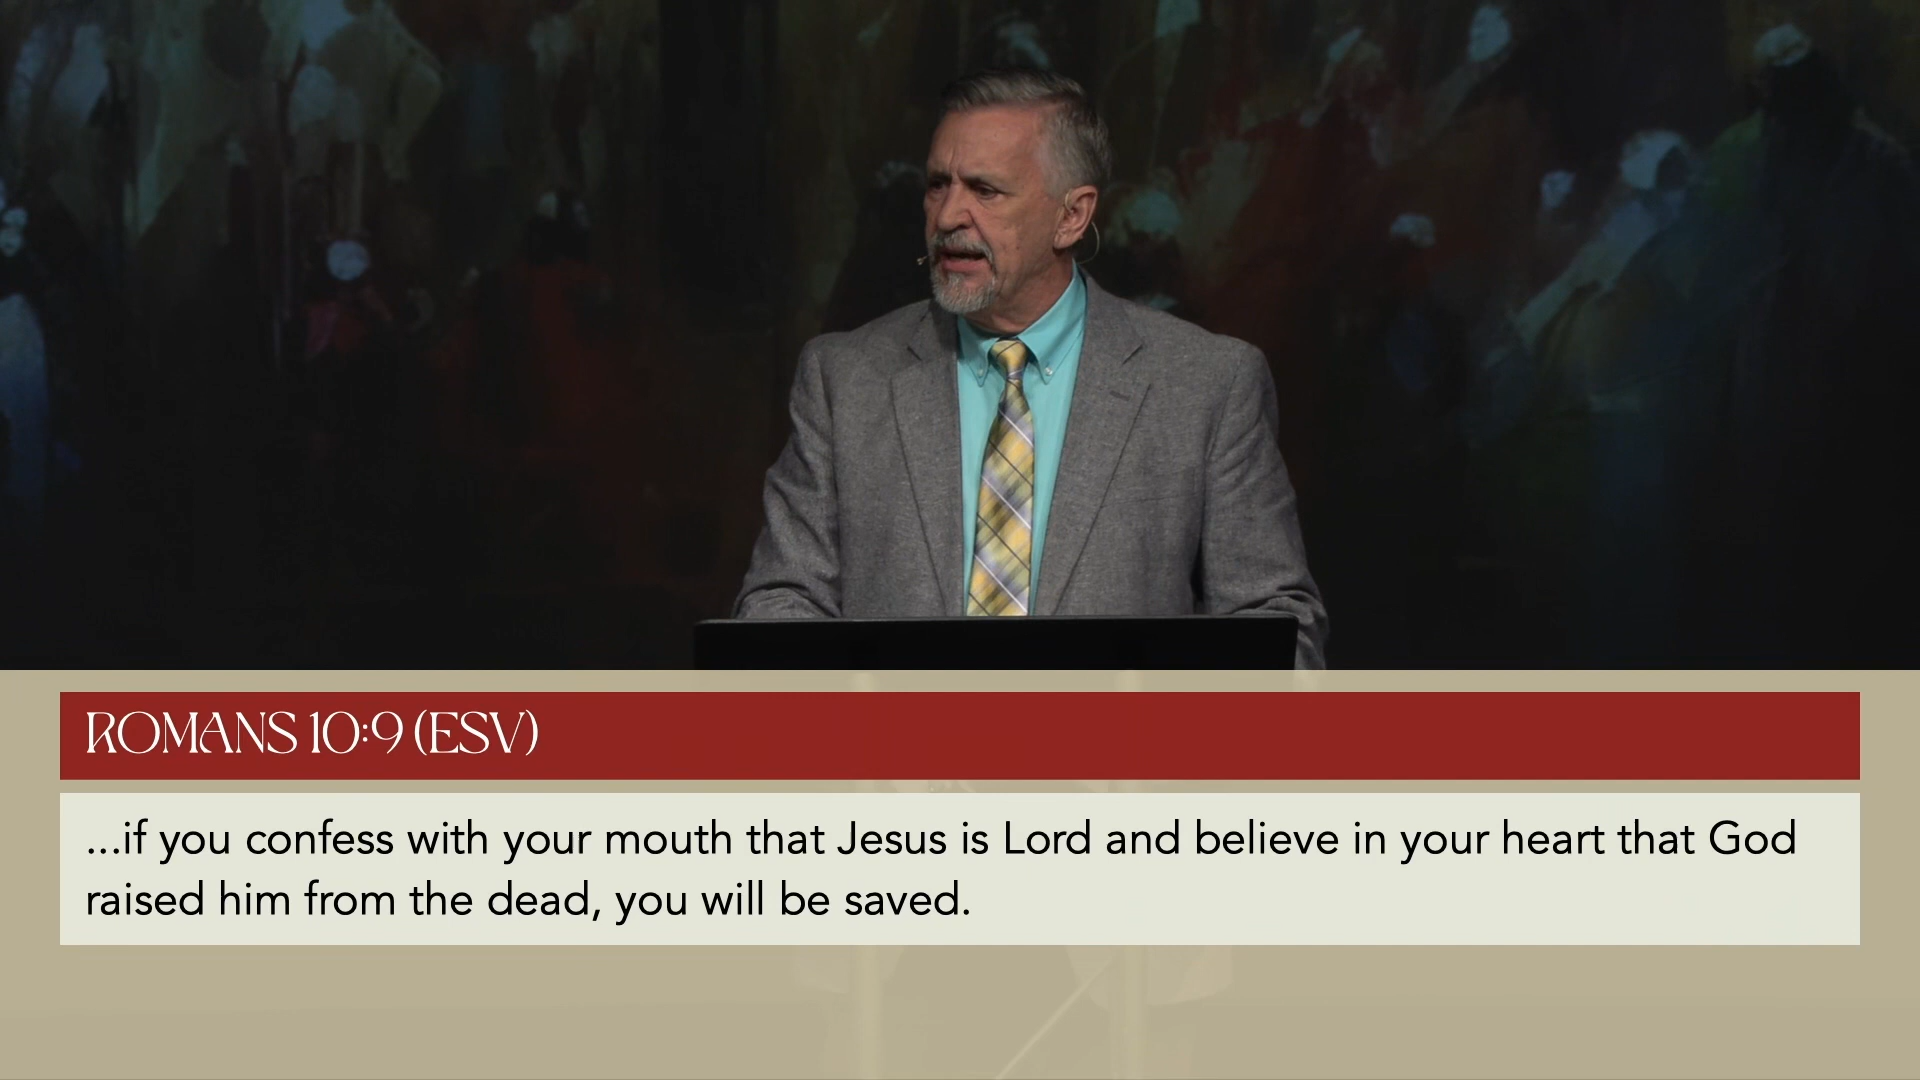 ROMANS 10:9 (ESV)
...if you confess with your mouth that Jesus is Lord and believe in your heart that God
raised him from the dead, you will be saved.